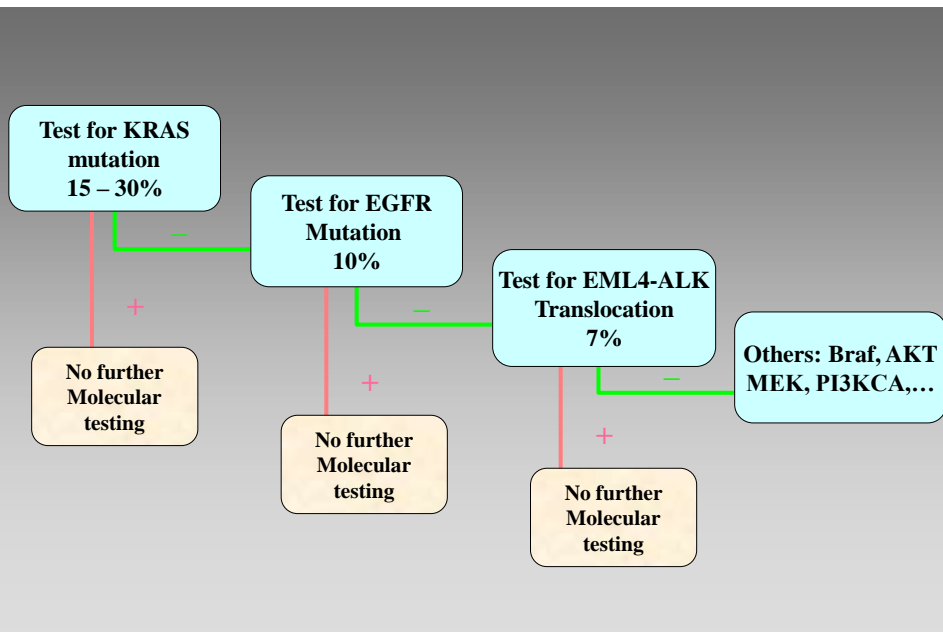 Test for KRAS
mutation
15 – 30%
–
+
No further
Molecular
testing
Test for EGFR
Mutation
10%
–
+
No further
Molecular
testing
Test for EML4-ALK
Translocation
7%
–
+
No further
Molecular
testing
Others: Braf, AKT
MEK, PI3KCA,…